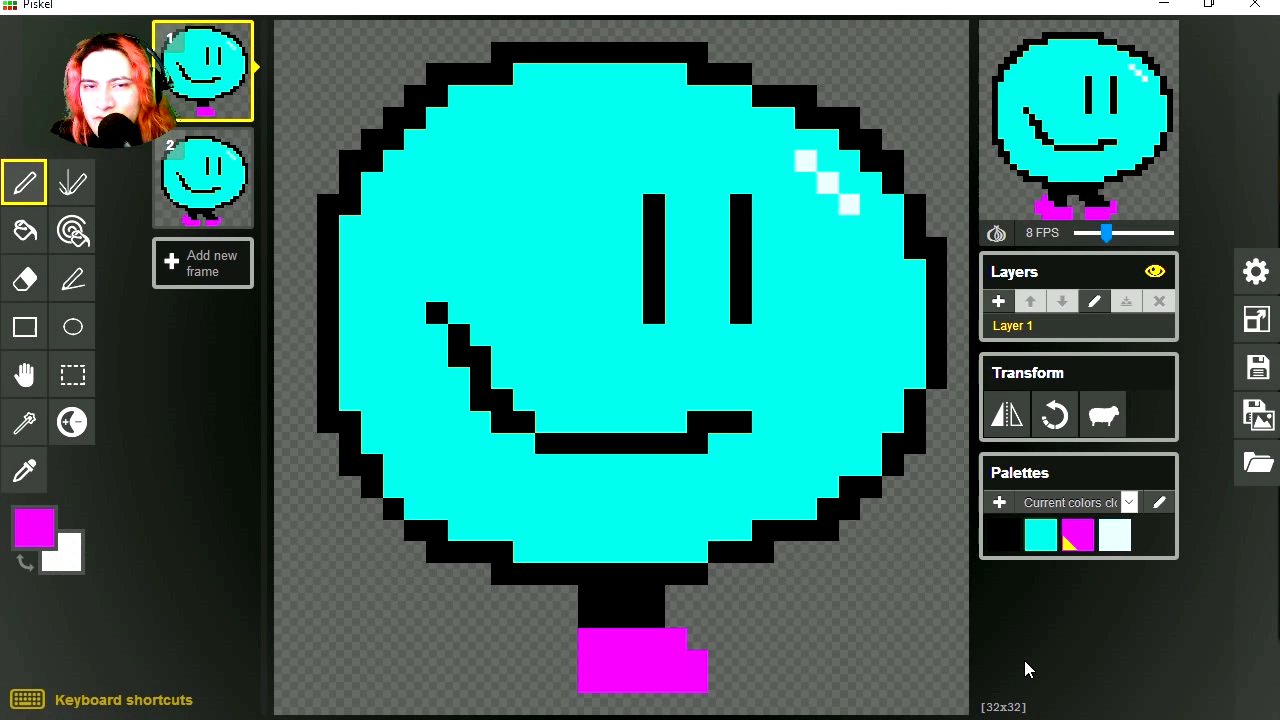 Piskel
1
2
Add new
frame
8 FPS
Layers
Layer 1
Transform
Palettes
Current colors clo
Keyboard shortcuts
[32x32]